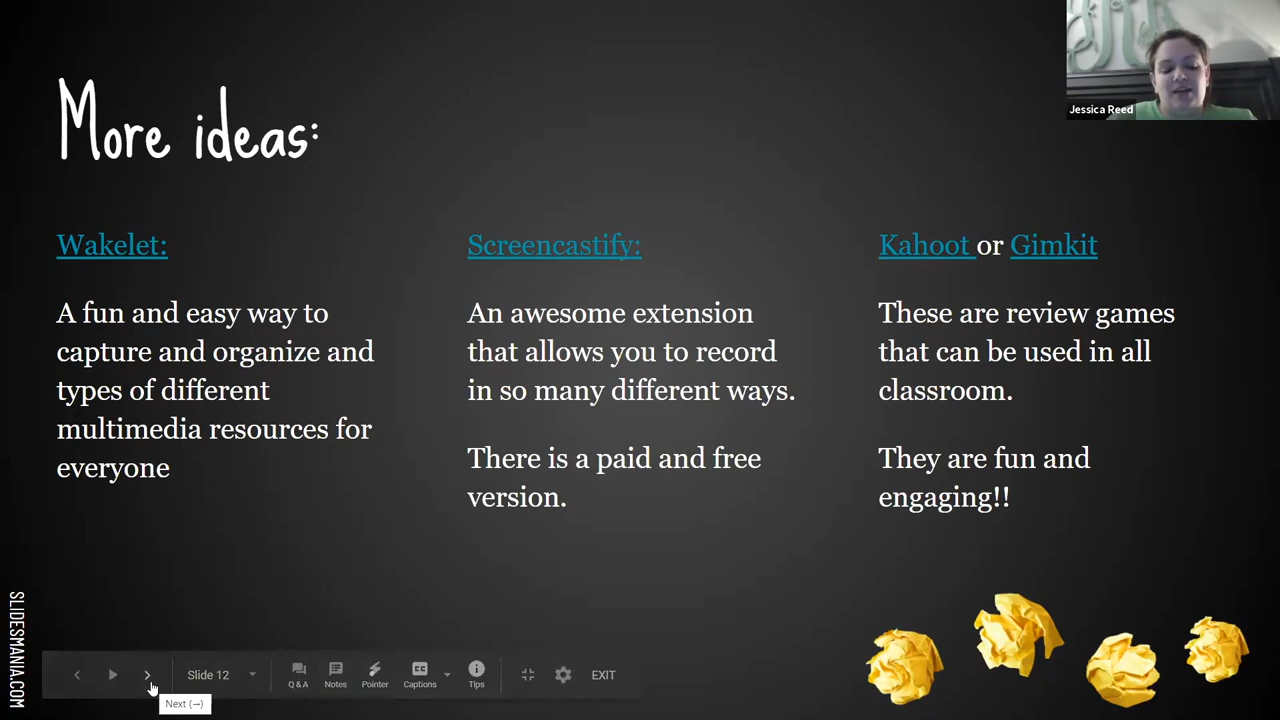 More ideas:
Wakelet:
A fun and easy way to
capture and organize and
types of different
multimedia resources for
everyone
Screencastify:
An awesome extension
that allows you to record
in so many different ways.
There is a paid and free
version.
Kahoot or Gimkit
These are review games
that can be used in all
classroom.
They are fun and
engaging!!
Jessica Reed
SLIDESMANIA.COM
Slide 12
Q & A
Notes
Pointer
CC
Captions
Tips
EXIT
Next (→)